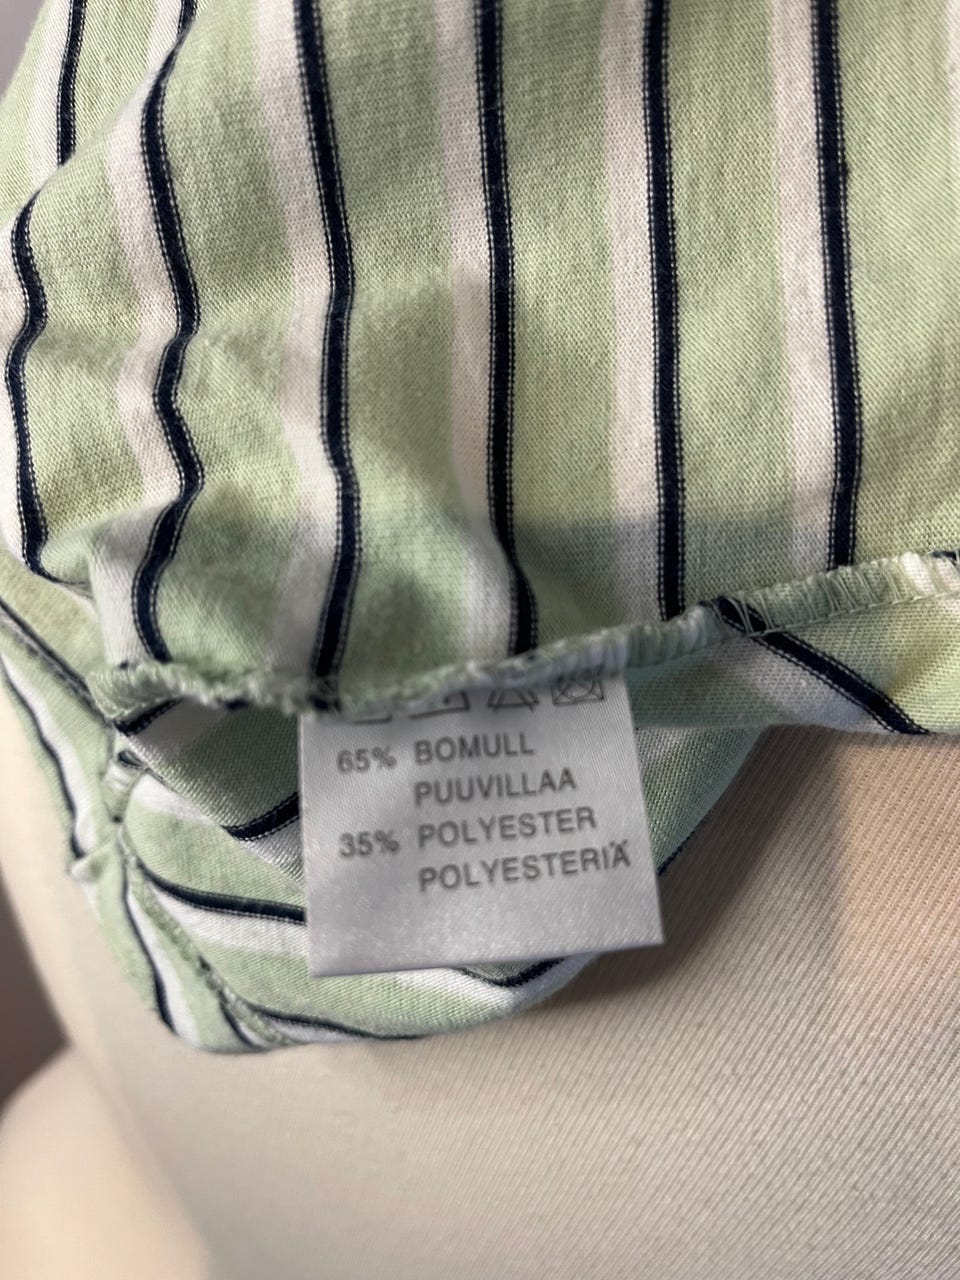 65% BOMULL
PUUVILLAA
35% POLYESTER
POLYESTERIÄ